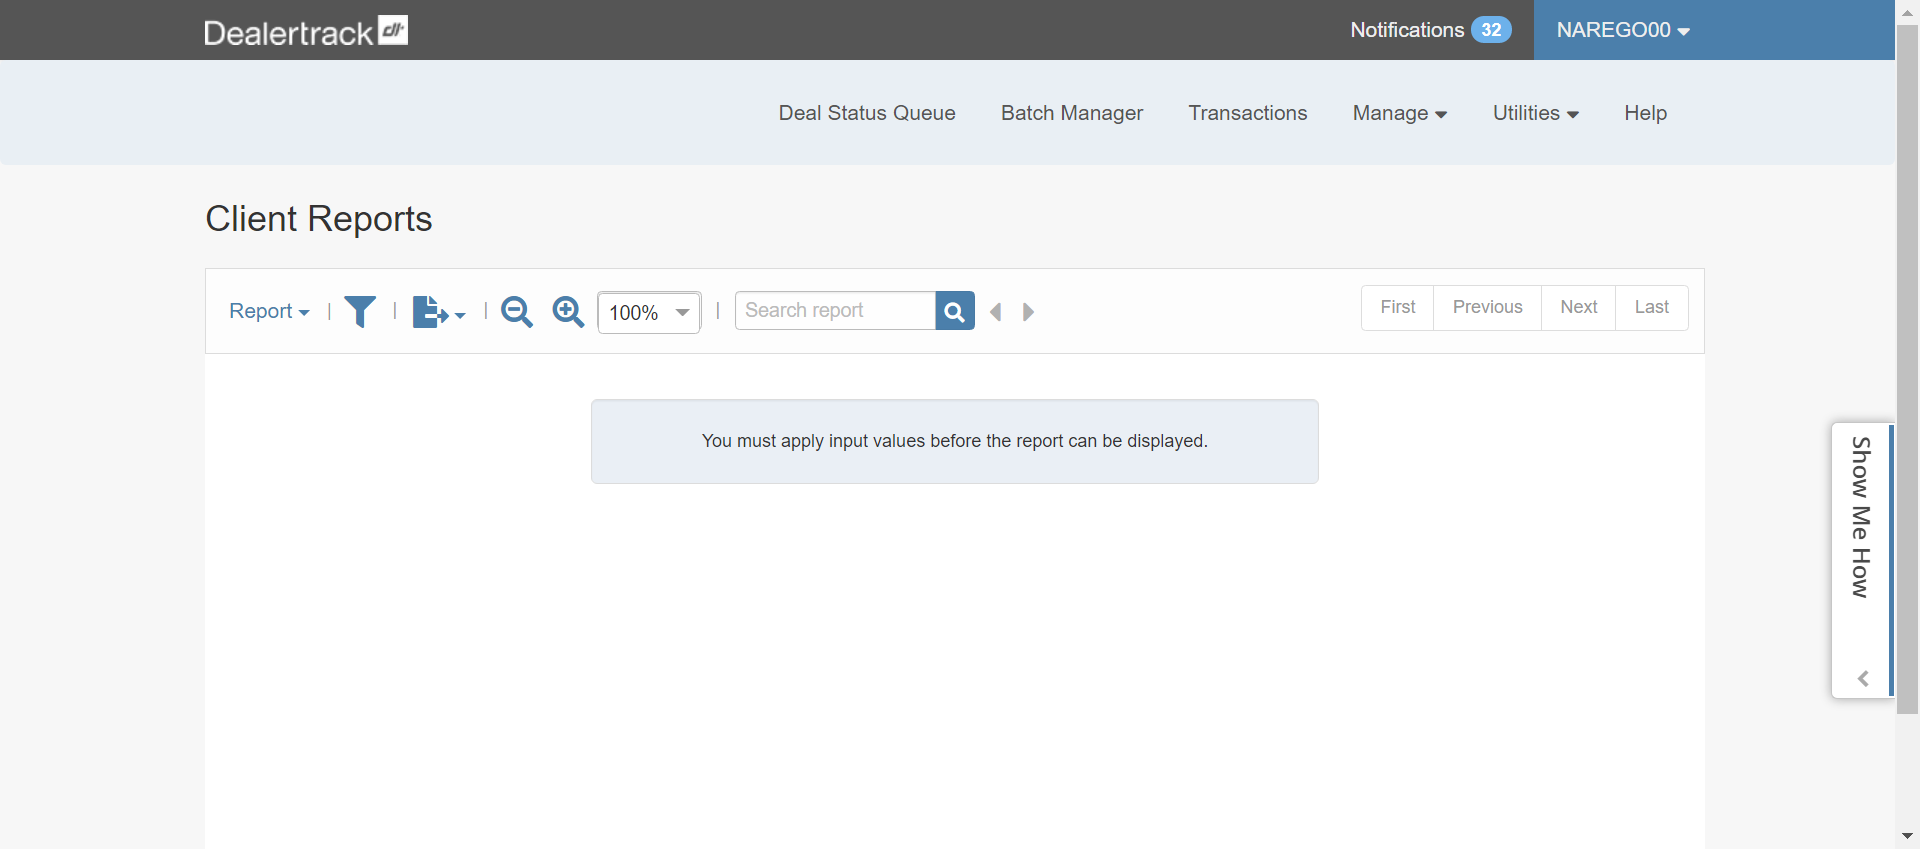 Dealertrack dt
Notifications 32
NAREGO00
Deal Status Queue Batch Manager Transactions Manage Utilities Help
Client Reports
Report | | | 100% | Search report First Previous Next Last
You must apply input values before the report can be displayed.
Show Me How